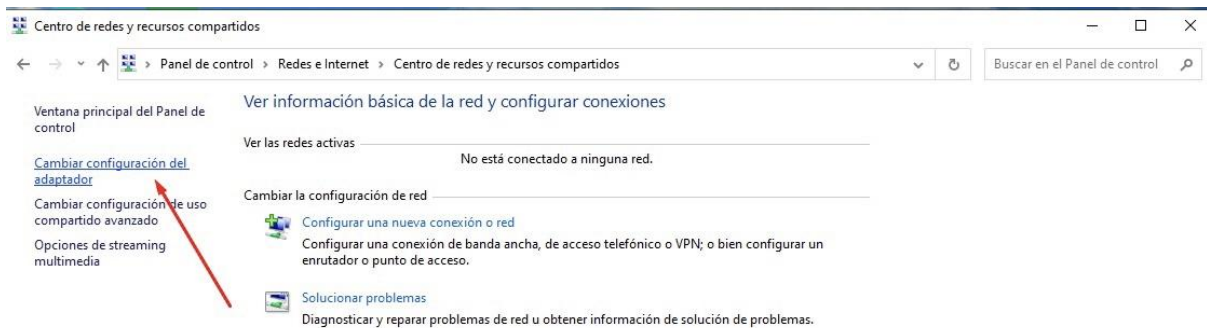 Centro de redes y recursos compartidos
Panel de control > Redes e Internet > Centro de redes y recursos compartidos
Buscar en el Panel de control
Ventana principal del Panel de
control
Cambiar configuración del
adaptador
Cambiar configuración de uso
compartido avanzado
Opciones de streaming
multimedia
Ver información básica de la red y configurar conexiones
Ver las redes activas
No está conectado a ninguna red.
Cambiar la configuración de red
Configurar una nueva conexión o red
Configurar una conexión de banda ancha, de acceso telefónico o VPN; o bien configurar un
enrutador o punto de acceso.
Solucionar problemas
Diagnosticar y reparar problemas de red u obtener información de solución de problemas.